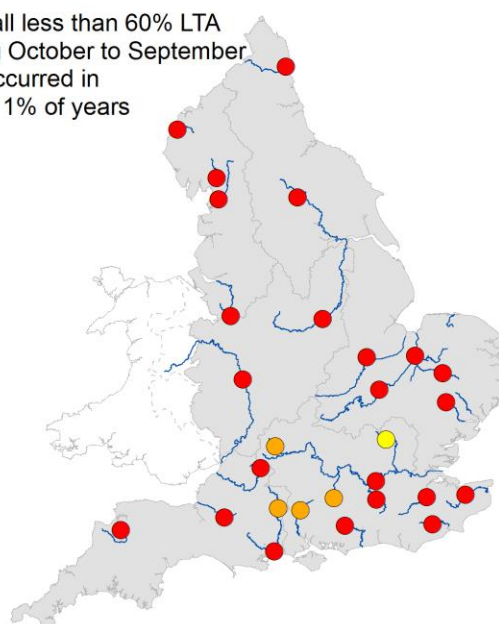 all less than 60% LTA
October to September
ccurred in
1% of years